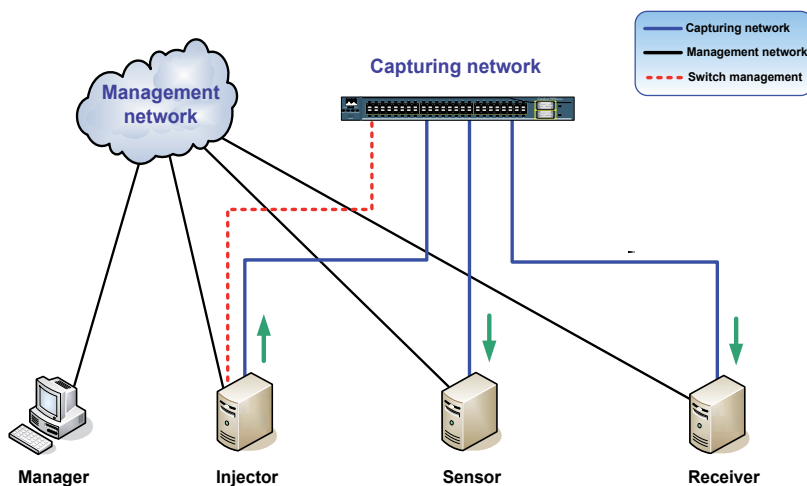 Capturing network
Management network
Switch management
Capturing network
Management
network
Manager
Injector
Sensor
Receiver